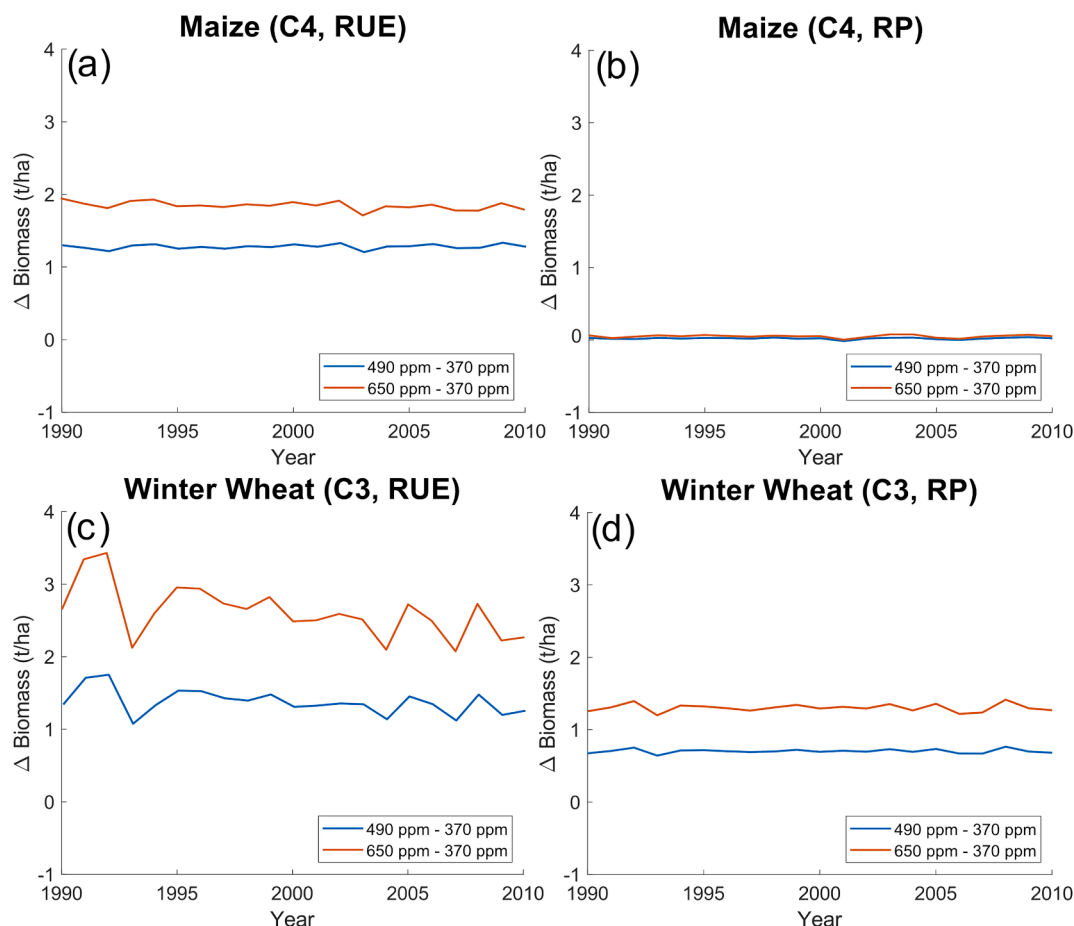 Maize (C4, RUE)
(a)
4
3
2
1
0
-1
Δ Biomass (t/ha)
490 ppm - 370 ppm
650 ppm - 370 ppm
1990 1995 2000 2005 2010
Year
Maize (C4, RP)
(b)
4
3
2
1
0
-1
Δ Biomass (t/ha)
490 ppm - 370 ppm
650 ppm - 370 ppm
1990 1995 2000 2005 2010
Year
Winter Wheat (C3, RUE)
(c)
4
3
2
1
0
-1
Δ Biomass (t/ha)
490 ppm - 370 ppm
650 ppm - 370 ppm
1990 1995 2000 2005 2010
Year
Winter Wheat (C3, RP)
(d)
4
3
2
1
0
-1
Δ Biomass (t/ha)
490 ppm - 370 ppm
650 ppm - 370 ppm
1990 1995 2000 2005 2010
Year